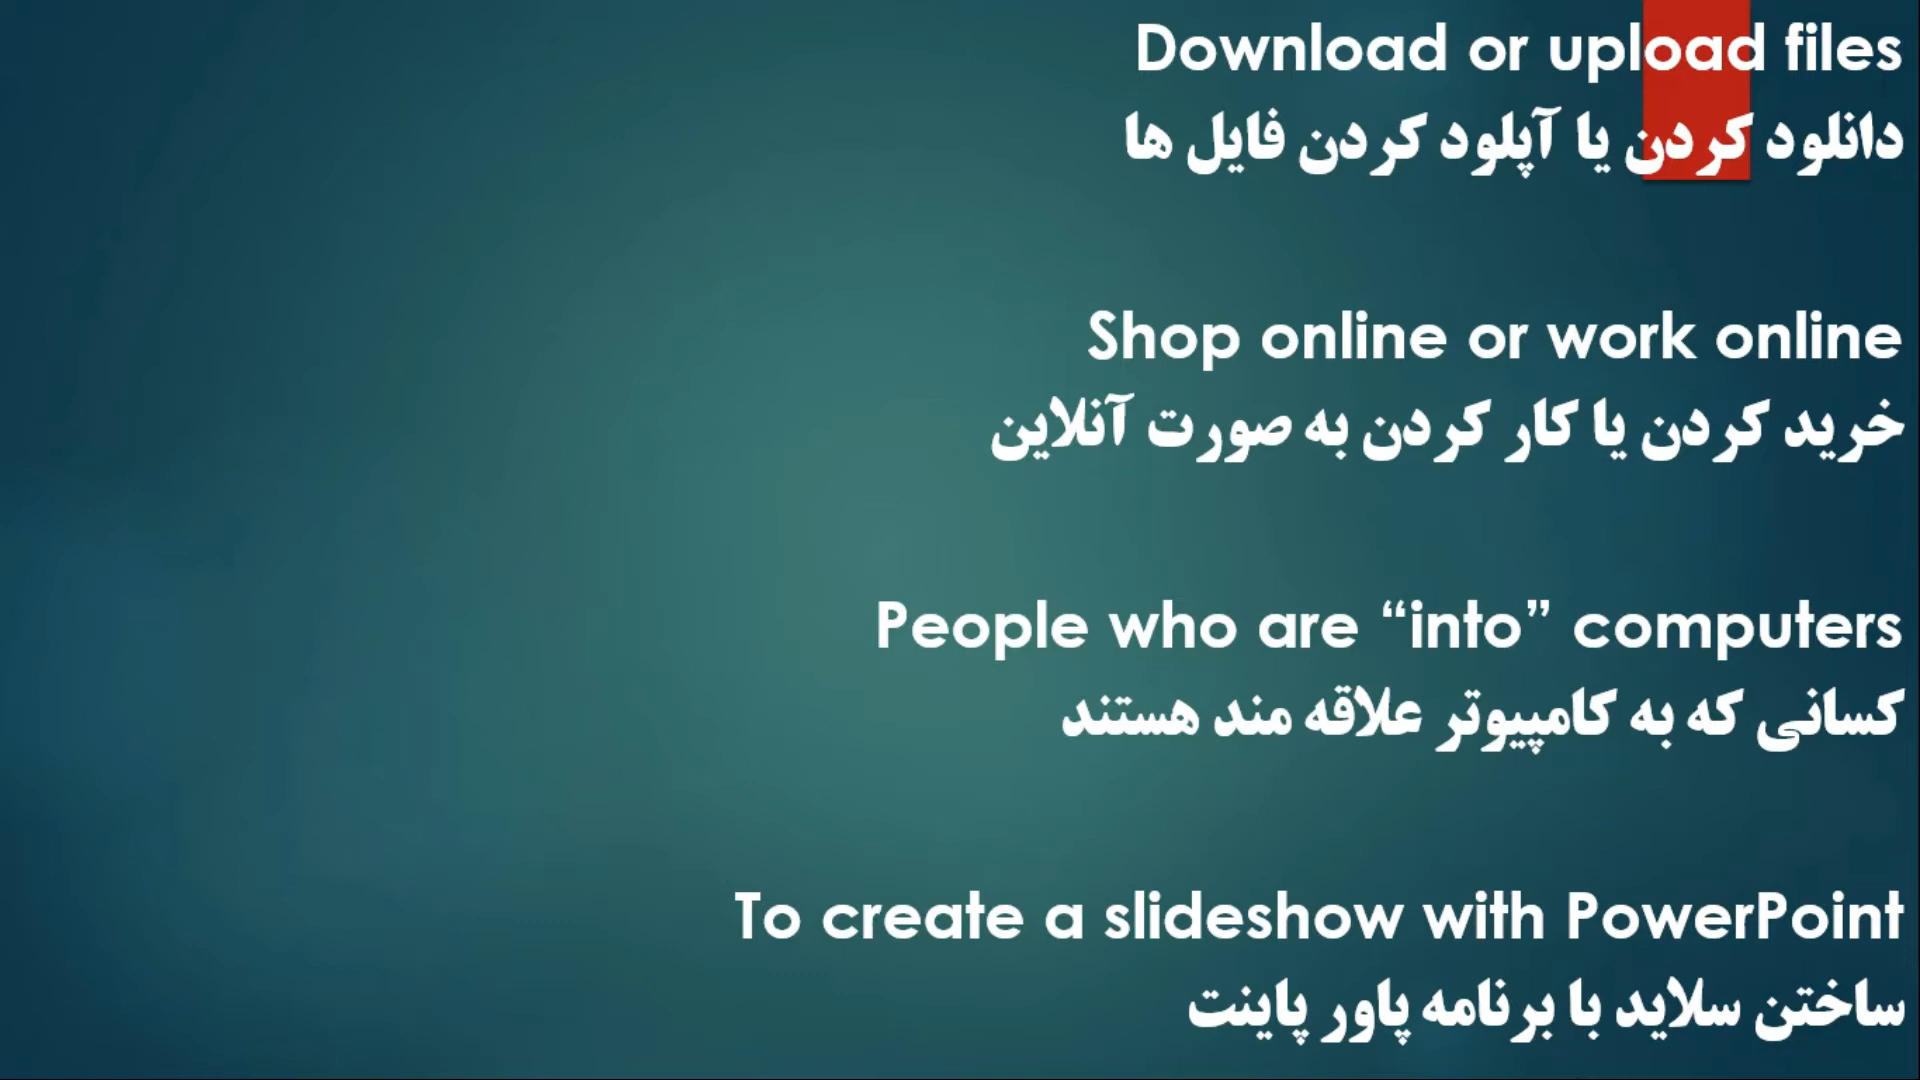 Download or upload files
دانلود کردن یا آپلود کردن فایل ها
Shop online or work online
خرید کردن یا کار کردن به صورت آنلاین
People who are “into” computers
کسانی که به کامپیوتر علاقه مند هستند
To create a slideshow with PowerPoint
ساختن سلاید با برنامه پاور پاینت